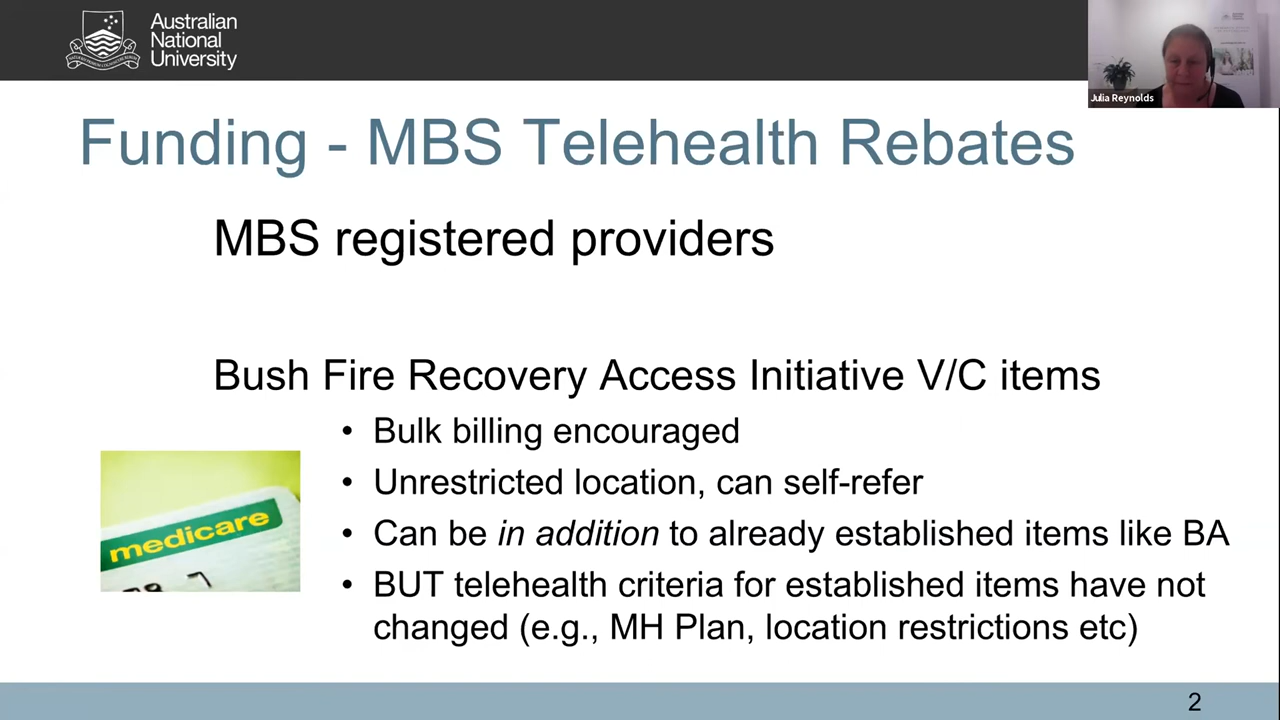 Australian
National
University
Julia Reynolds
Funding - MBS Telehealth Rebates
MBS registered providers
Bush Fire Recovery Access Initiative V/C items
• Bulk billing encouraged
• Unrestricted location, can self-refer
• Can be in addition to already established items like BA
• BUT telehealth criteria for established items have not
changed (e.g., MH Plan, location restrictions etc)
medicare
2